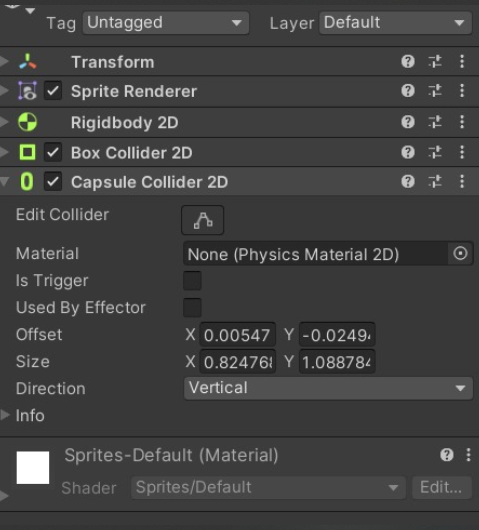 Tag Untagged Layer Default
Transform
Sprite Renderer
Rigidbody 2D
Box Collider 2D
Capsule Collider 2D
Edit Collider
Material None (Physics Material 2D)
Is Trigger
Used By Effector
Offset X 0.00547 Y -0.0249
Size X 0.82476 Y 1.08878
Direction Vertical
Info
Sprites-Default (Material)
Shader Sprites/Default Edit...